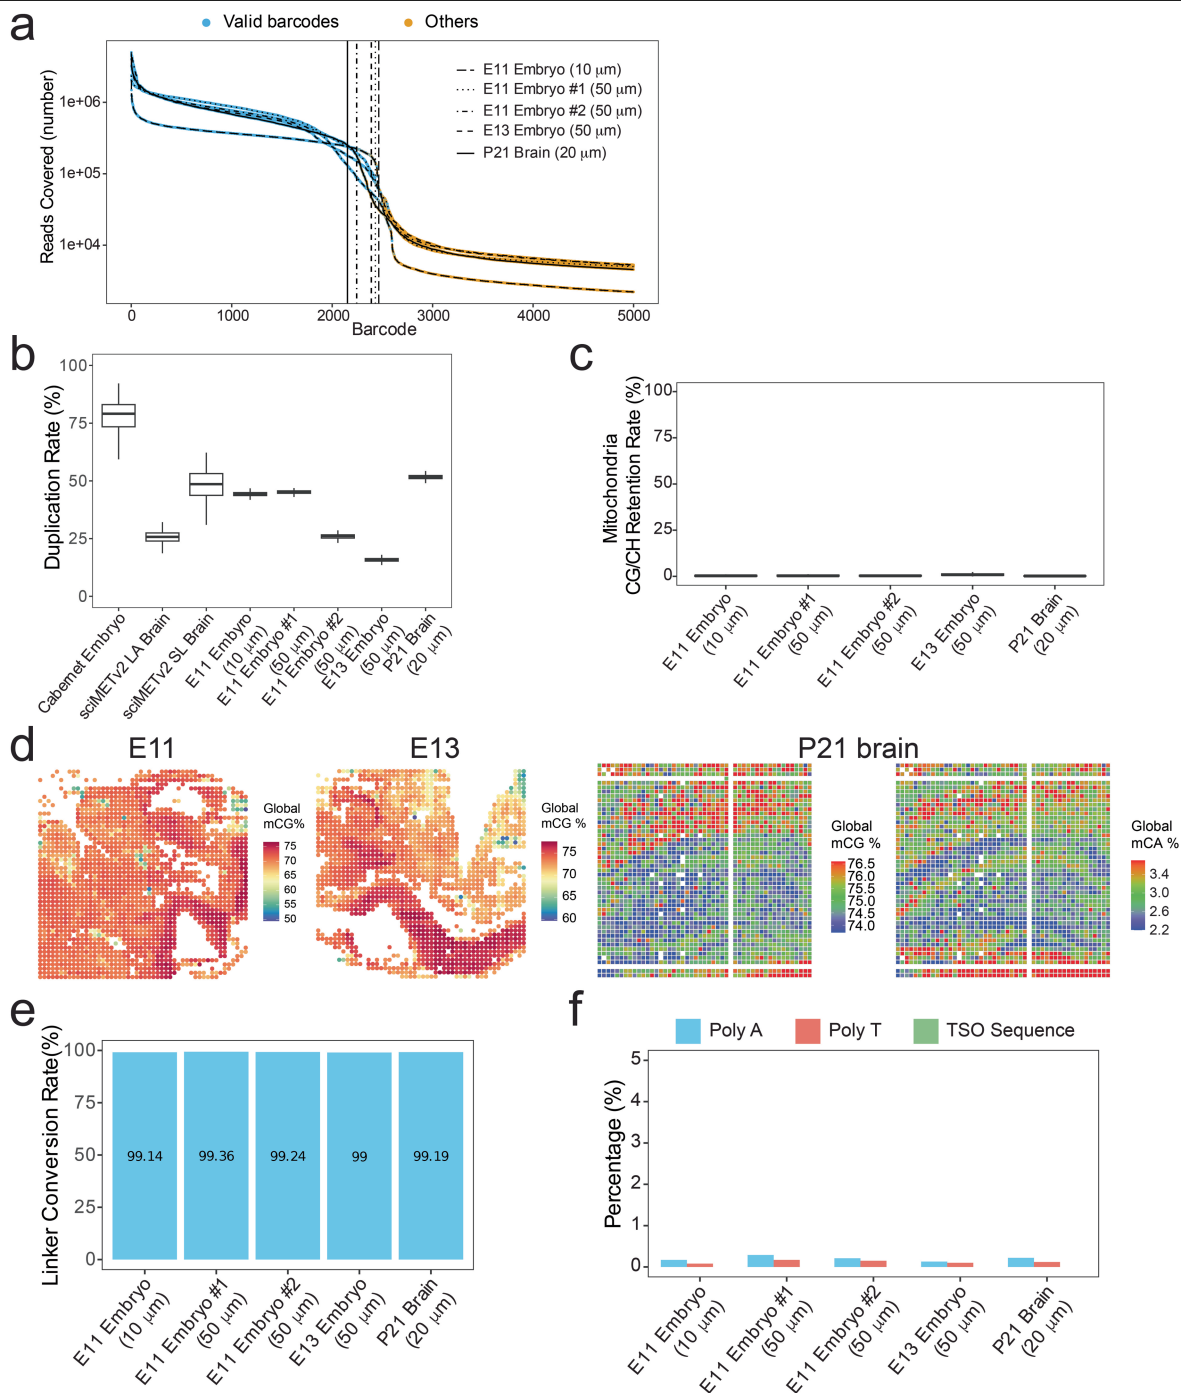 a
Valid barcodes
Others
Reads Covered (number)
1e+06
1e+05
1e+04
E11 Embryo (10 μm)
E11 Embryo #1 (50 μm)
E11 Embryo #2 (50 μm)
E13 Embryo (50 μm)
P21 Brain (20 μm)
0
1000
2000
3000
4000
5000
Barcode
b
Duplication Rate (%)
100
75
50
25
0
Cabernet Embryo
sciMETv2 LA Brain
sciMETv2 SL Brain
E11 Embyro
(10 μm)
E11 Embryo #1
(50 μm)
E11 Embryo #2
(50 μm)
E13 Embryo
(50 μm)
P21 Brain
(20 μm)
c
Mitochondria
CG/CH Retention Rate (%)
100
75
50
25
0
E11 Embryo
(10 μm)
E11 Embryo #1
(50 μm)
E11 Embryo #2
(50 μm)
E13 Embryo
(50 μm)
P21 Brain
(20 μm)
d
E11
Global
mCG%
75
70
65
60
55
50
E13
Global
mCG %
75
70
65
60
P21 brain
Global
mCG %
76.5
76.0
75.5
75.0
74.5
74.0
Global
mCA %
3.4
3.0
2.6
2.2
e
Linker Conversion Rate(%)
100
75
50
25
0
99.14
99.36
99.24
99
99.19
E11 Embryo
(10 μm)
E11 Embryo #1
(50 μm)
E11 Embryo #2
(50 μm)
E13 Embryo
(50 μm)
P21 Brain
(20 μm)
f
Poly A
Poly T
TSO Sequence
Percentage (%)
5
4
3
2
1
0
E11 Embryo
(10 μm)
E11 Embryo #1
(50 μm)
E11 Embryo #2
(50 μm)
E13 Embryo
(50 μm)
P21 Brain
(20 μm)